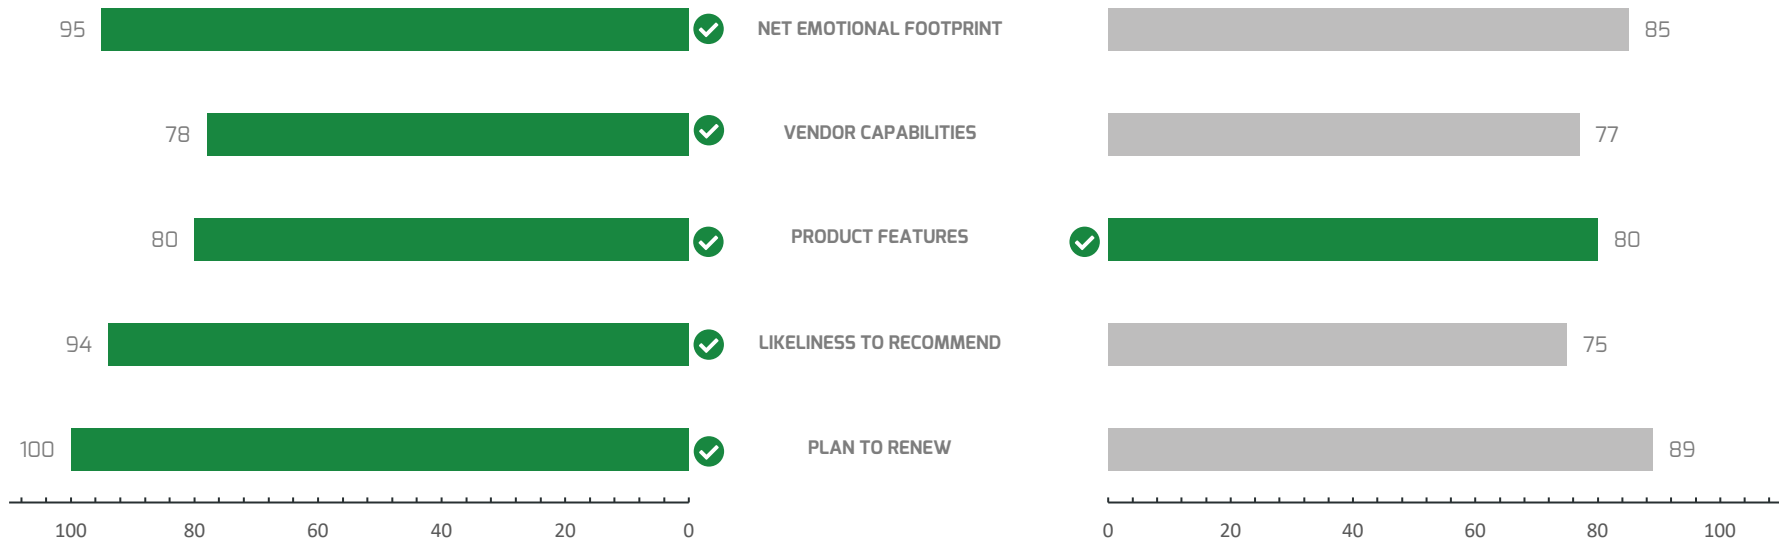 95 NET EMOTIONAL FOOTPRINT 85
78 VENDOR CAPABILITIES 77
80 PRODUCT FEATURES 80
94 LIKELINESS TO RECOMMEND 75
100 PLAN TO RENEW 89
100 80 60 40 20 0 0 20 40 60 80 100